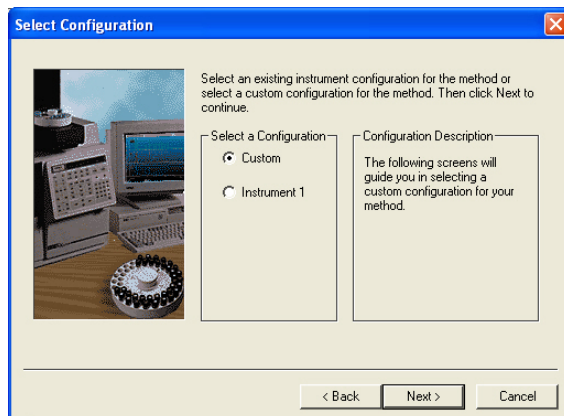 Select Configuration
Select an existing instrument configuration for the method or
select a custom configuration for the method. Then click Next to
continue.
Select a Configuration
Custom
Instrument 1
Configuration Description
The following screens will
guide you in selecting a
custom configuration for your
method.
< Back
Next >
Cancel